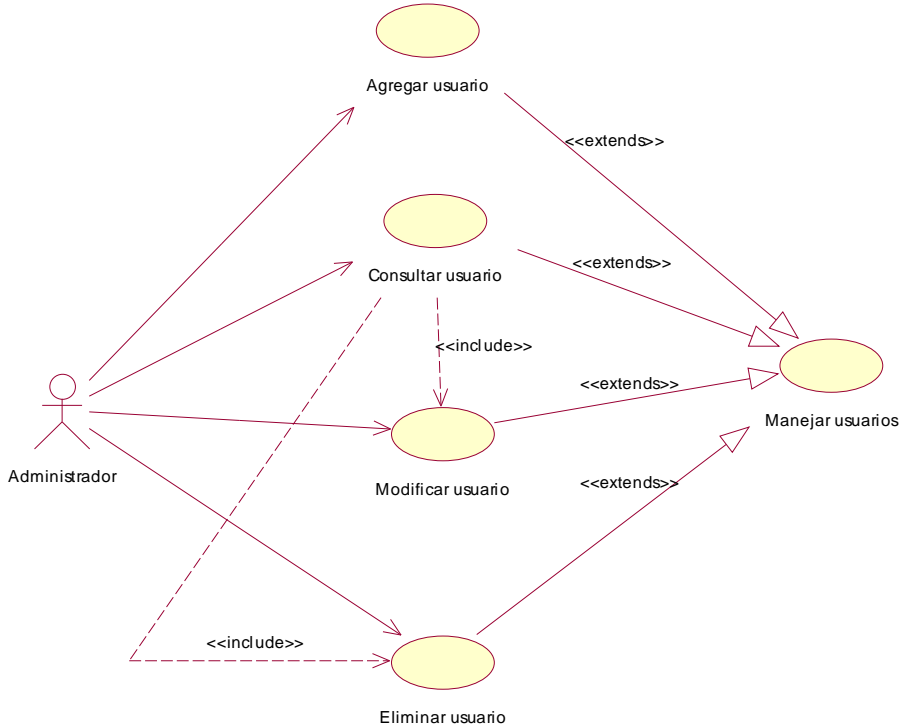 Agregar usuario
<<extends>>
Consultar usuario
<<extends>>
<<include>>
<<extends>>
Manejar usuarios
Administrador
Modificar usuario
<<extends>>
<<include>>
Eliminar usuario